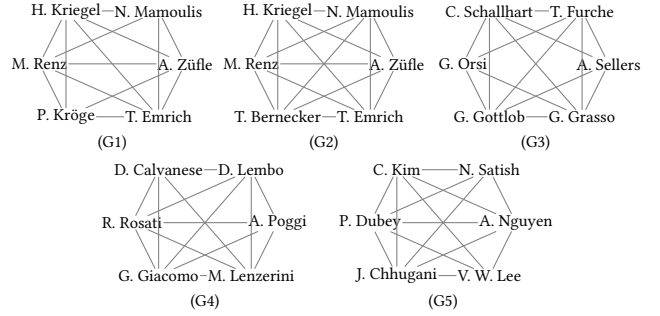 H. Kriegel N. Mamoulis
M. Renz A. Züfle
P. Kröge T. Emrich
(G1)
H. Kriegel N. Mamoulis
M. Renz A. Züfle
T. Bernecker T. Emrich
(G2)
C. Schallhart T. Furche
G. Orsi A. Sellers
G. Gottlob G. Grasso
(G3)
D. Calvanese D. Lembo
R. Rosati A. Poggi
G. Giacomo M. Lenzerini
(G4)
C. Kim N. Satish
P. Dubey A. Nguyen
J. Chhugani V. W. Lee
(G5)